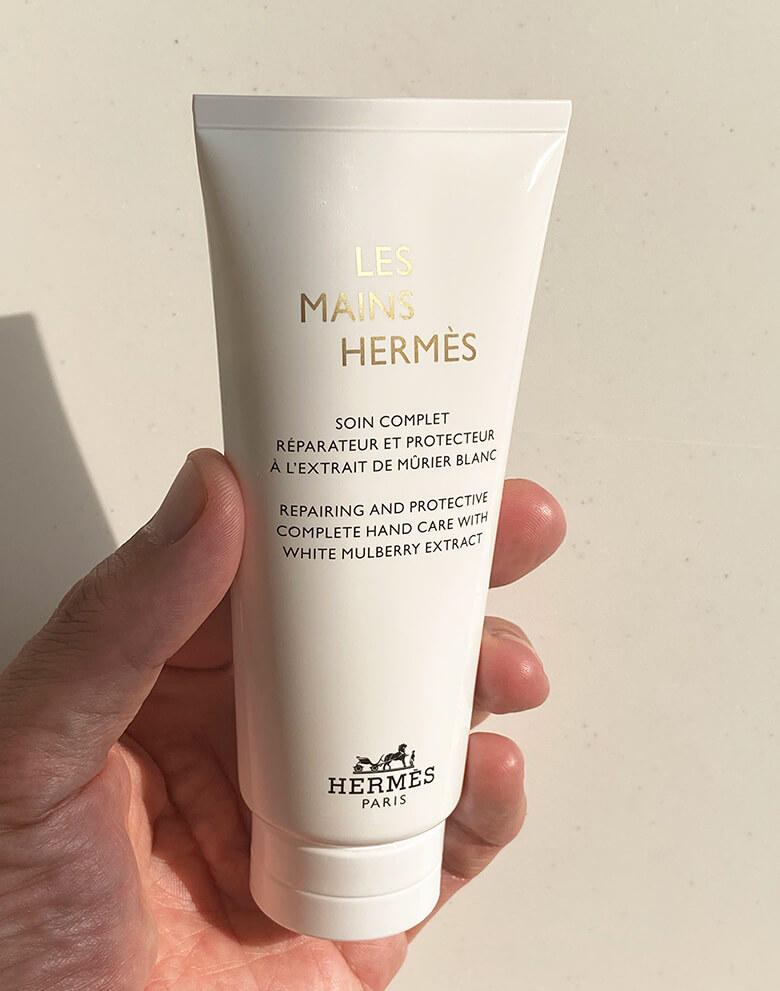 LES
MAINS
HERMÈS
SOIN COMPLET
RÉPARATEUR ET PROTECTEUR
À L'EXTRAIT DE MÛRIER BLANC
REPAIRING AND PROTECTIVE
COMPLETE HAND CARE WITH
WHITE MULBERRY EXTRACT
HERMÈS
PARIS